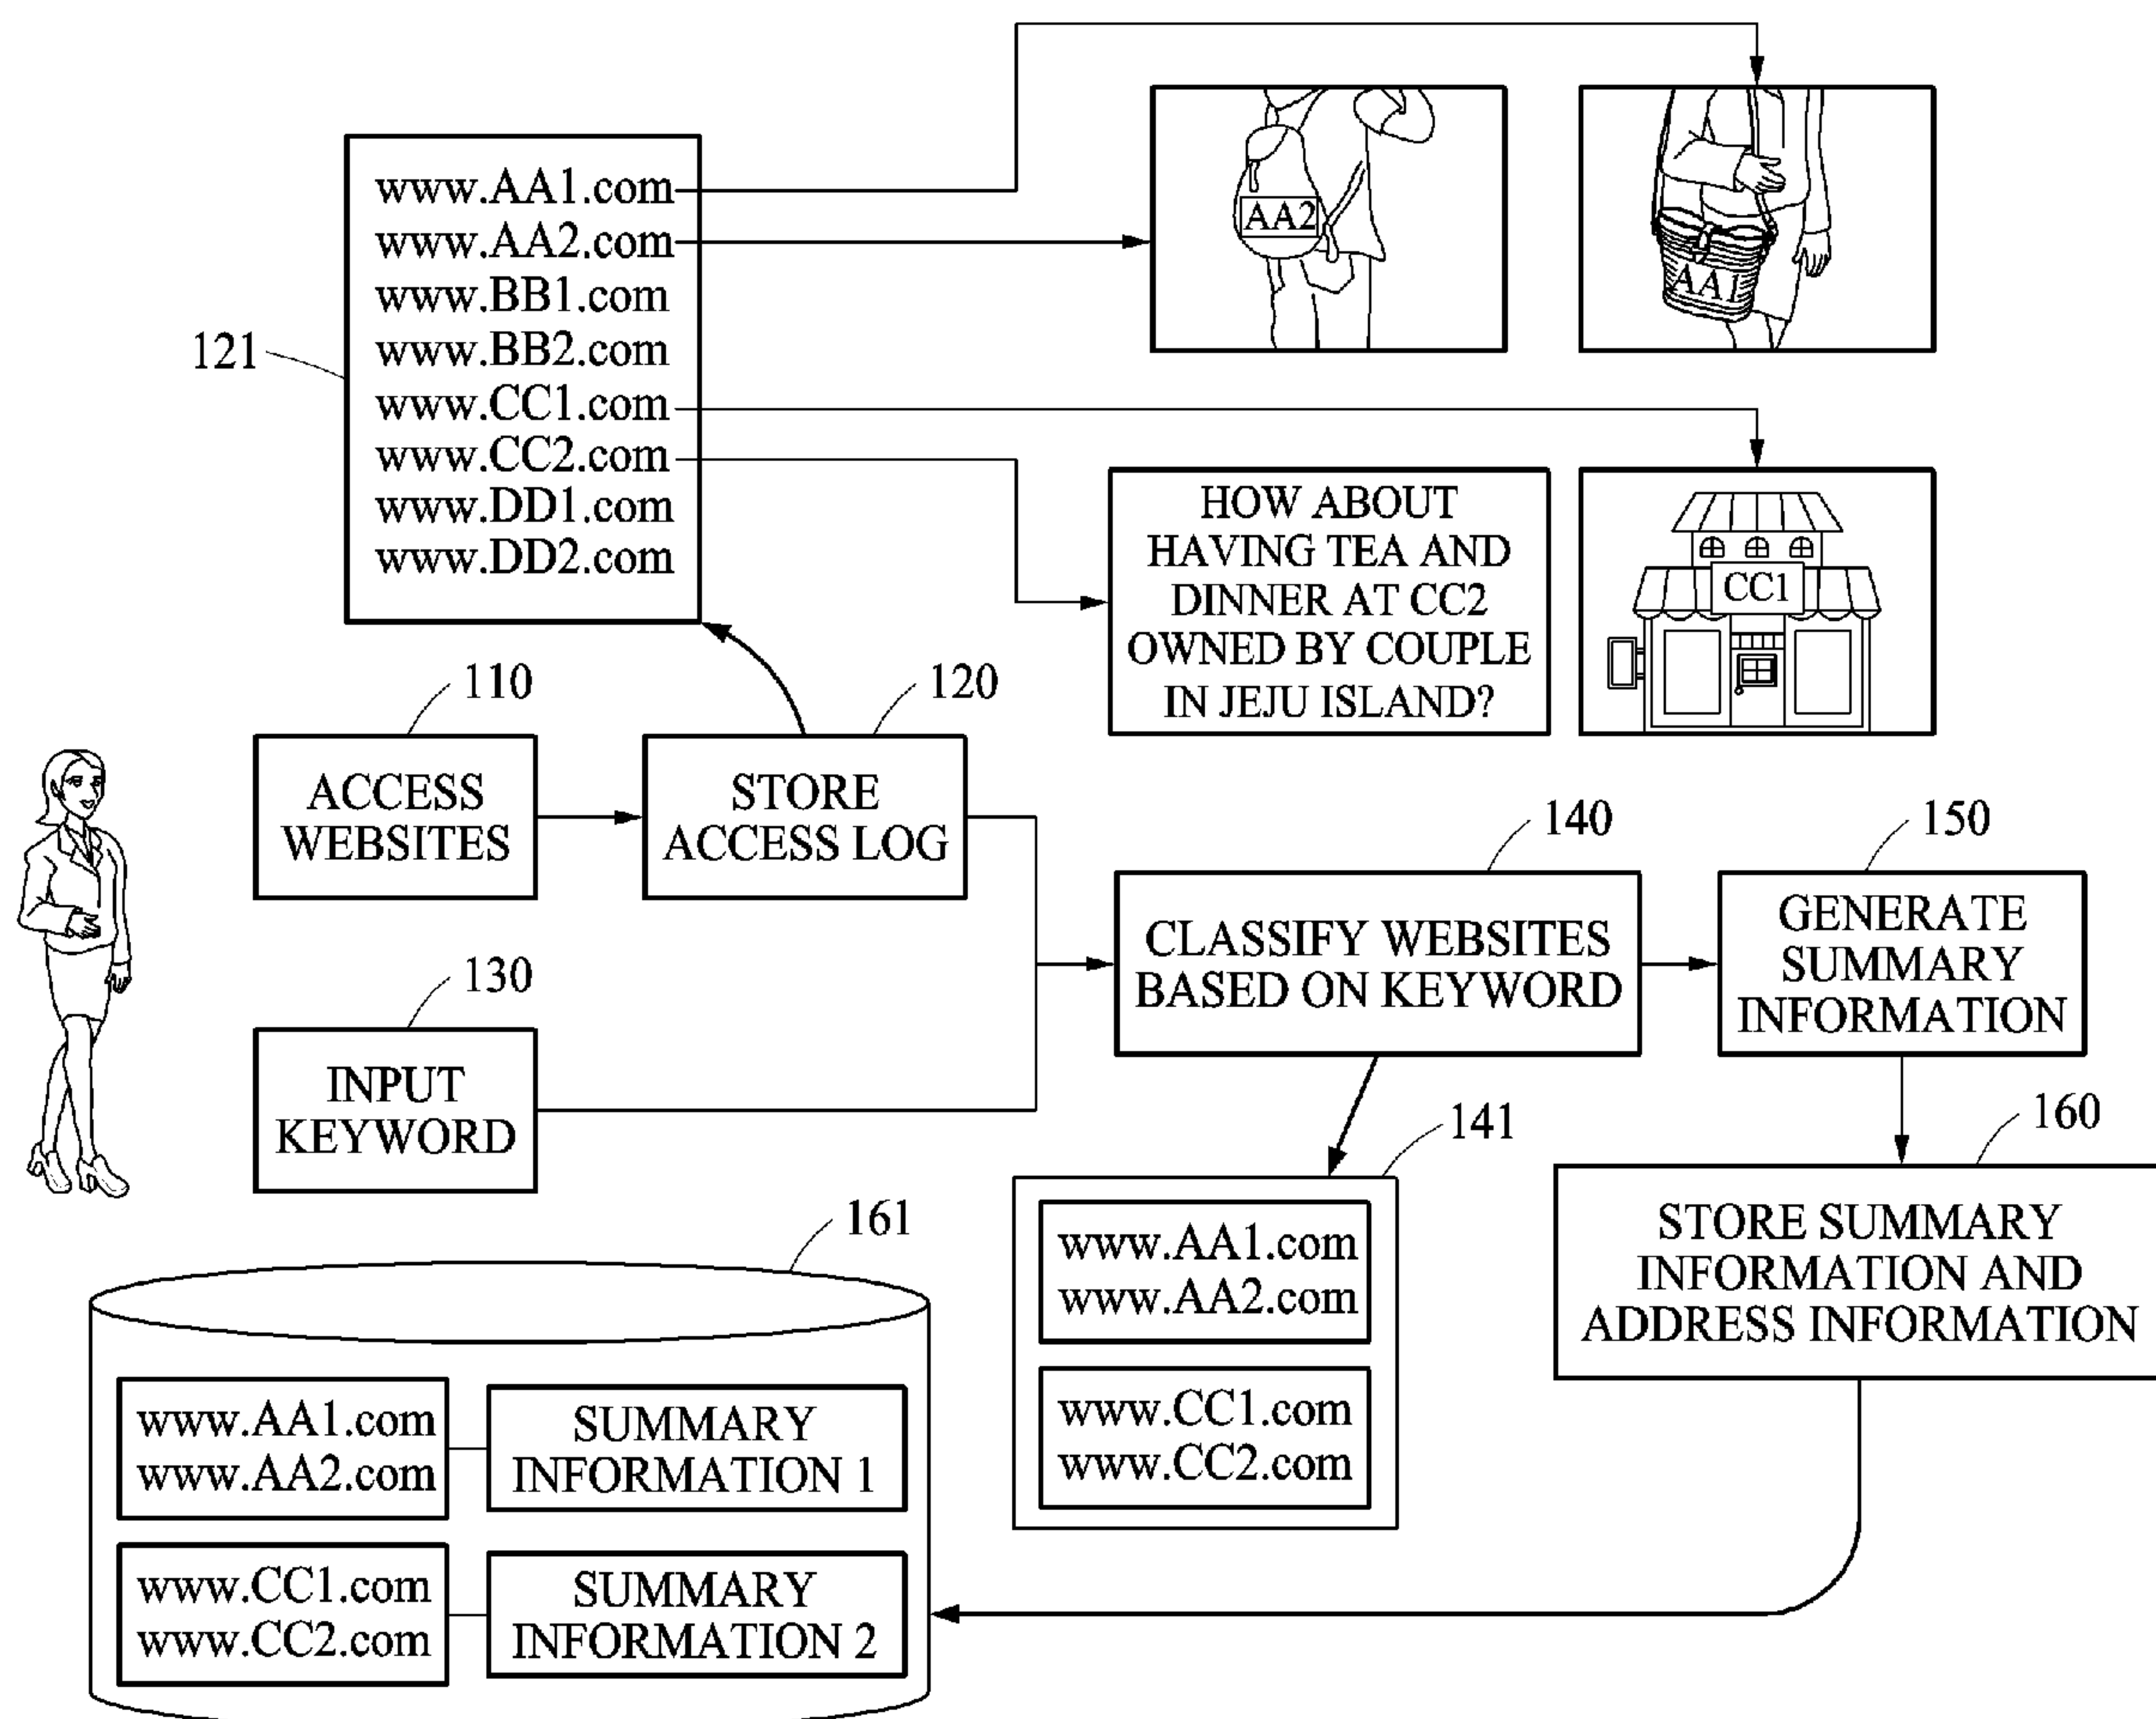 www.AA1.com
www.AA2.com
www.BB1.com
www.BB2.com
www.CC1.com
www.CC2.com
www.DD1.com
www.DD2.com
121
AA2
AA1
HOW ABOUT
HAVING TEA AND
DINNER AT CC2
OWNED BY COUPLE
IN JEJU ISLAND?
CC1
110
ACCESS
WEBSITES
120
STORE
ACCESS LOG
130
INPUT
KEYWORD
140
CLASSIFY WEBSITES
BASED ON KEYWORD
150
GENERATE
SUMMARY
INFORMATION
141
www.AA1.com
www.AA2.com
www.CC1.com
www.CC2.com
160
STORE SUMMARY
INFORMATION AND
ADDRESS INFORMATION
161
www.AA1.com
www.AA2.com
SUMMARY
INFORMATION 1
www.CC1.com
www.CC2.com
SUMMARY
INFORMATION 2